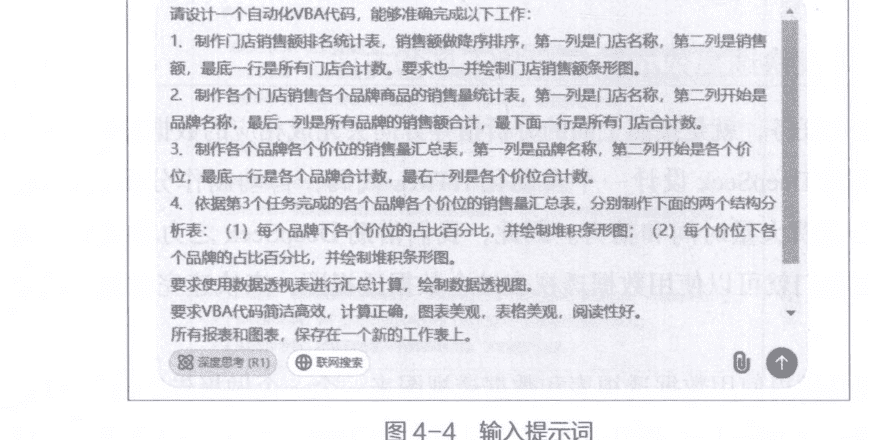 请设计一个自动化VBA代码，能够准确完成以下工作：
1．制作门店销售额排名统计表，销售额做降序排序，第一列是门店名称，第二列是销售
额，最底一行是所有门店合计数。要求也一并绘制门店销售额条形图。
2．制作各个门店销售各个品牌商品的销售量统计表，第一列是门店名称，第二列开始是
品牌名称，最后一列是所有品牌的销售额合计，最下面一行是所有门店合计数。
3．制作各个品牌各个价位的销售量汇总表，第一列是品牌名称，第二列开始是各个价
位，最底一行是各个品牌合计数，最右一列是各个价位合计数。
4．依据第3个任务完成的各个品牌各个价位的销售量汇总表，分别制作下面的两个结构分
析表：（1）每个品牌下各个价位的占比百分比，并绘制堆积条形图；（2）每个价位下各
个品牌的占比百分比，并绘制堆积条形图。
要求使用数据透视表进行汇总计算，绘制数据透视图。
要求VBA代码简洁高效，计算正确，图表美观，表格美观，阅读性好。
所有报表和图表，保存在一个新的工作表上。
深度思考 (R1) 联网搜索
图 4-4 输入提示词